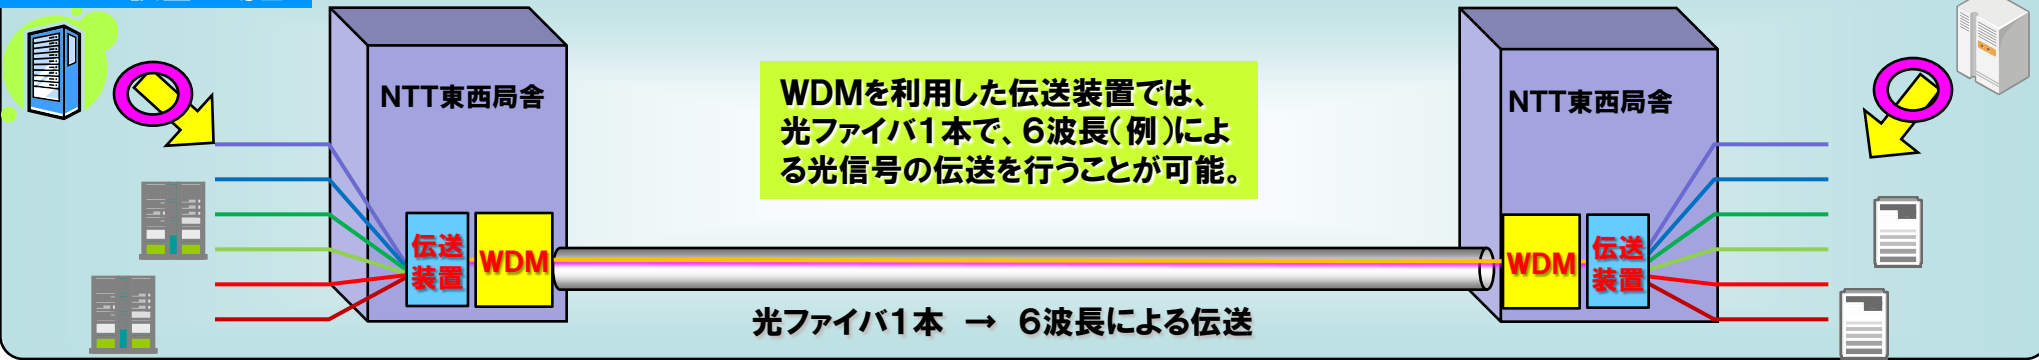 NTT東西局舎
WDMを利用した伝送装置では、
光ファイバ1本で、6波長(例)によ
る光信号の伝送を行うことが可能。
NTT東西局舎
伝送
装置
WDM
WDM
伝送
装置
光ファイバ1本 → 6波長による伝送